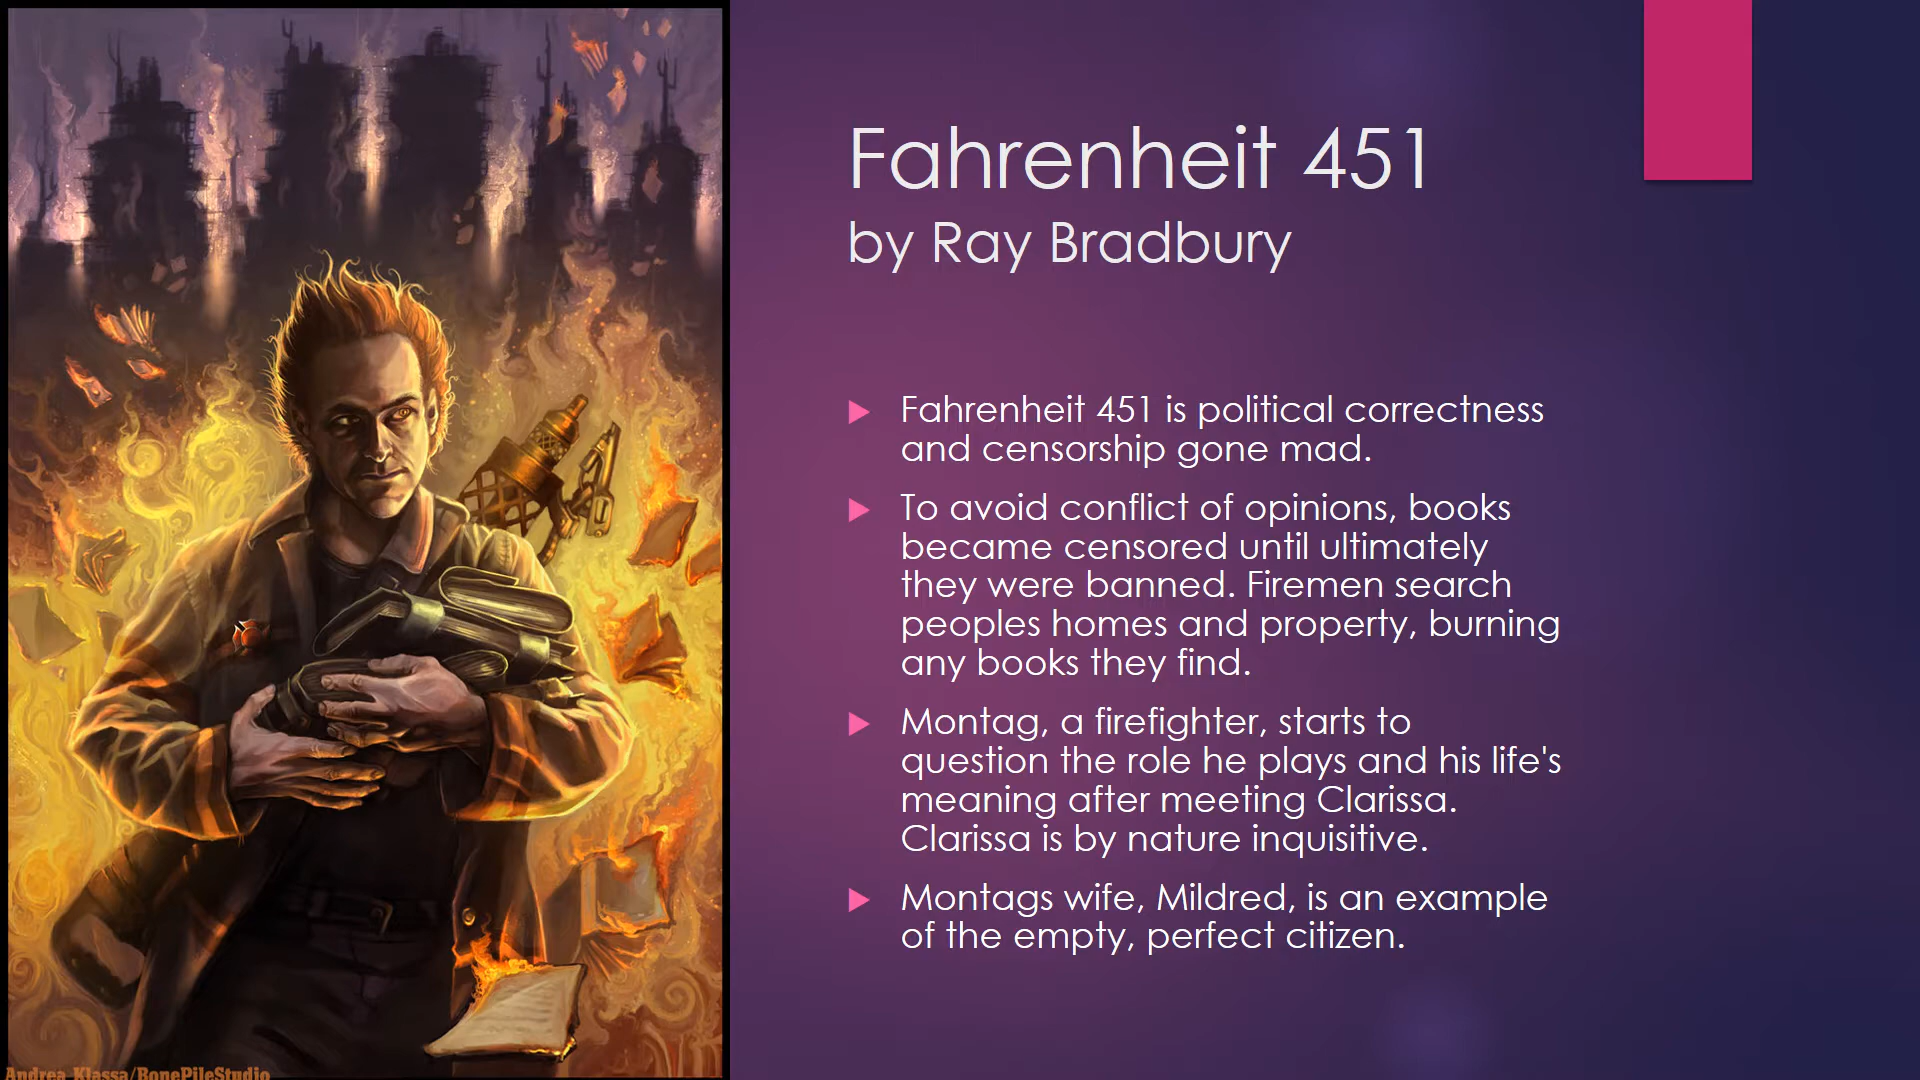 Fahrenheit 451
by Ray Bradbury
Fahrenheit 451 is political correctness
and censorship gone mad.
To avoid conflict of opinions, books
became censored until ultimately
they were banned. Firemen search
peoples homes and property, burning
any books they find.
Montag, a firefighter, starts to
question the role he plays and his life's
meaning after meeting Clarissa.
Clarissa is by nature inquisitive.
Montags wife, Mildred, is an example
of the empty, perfect citizen.
Andrea Klassa/BonePileStudio